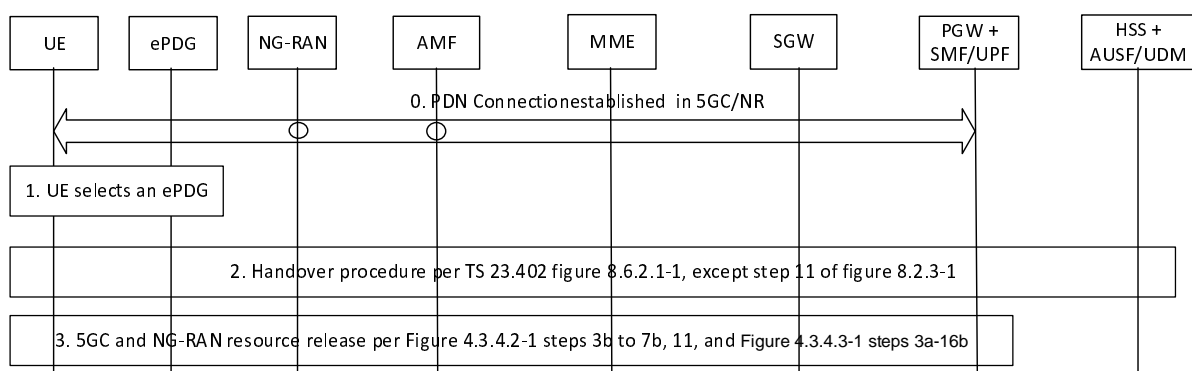 UE
ePDG
NG-RAN
AMF
MME
SGW
PGW +
SMF/UPF
HSS +
AUSF/UDM
0. PDN Connectionestablished in 5GC/NR
1. UE selects an ePDG
2. Handover procedure per TS 23.402 figure 8.6.2.1-1, except step 11 of figure 8.2.3-1
3. 5GC and NG-RAN resource release per Figure 4.3.4.2-1 steps 3b to 7b, 11, and Figure 4.3.4.3-1 steps 3a-16b